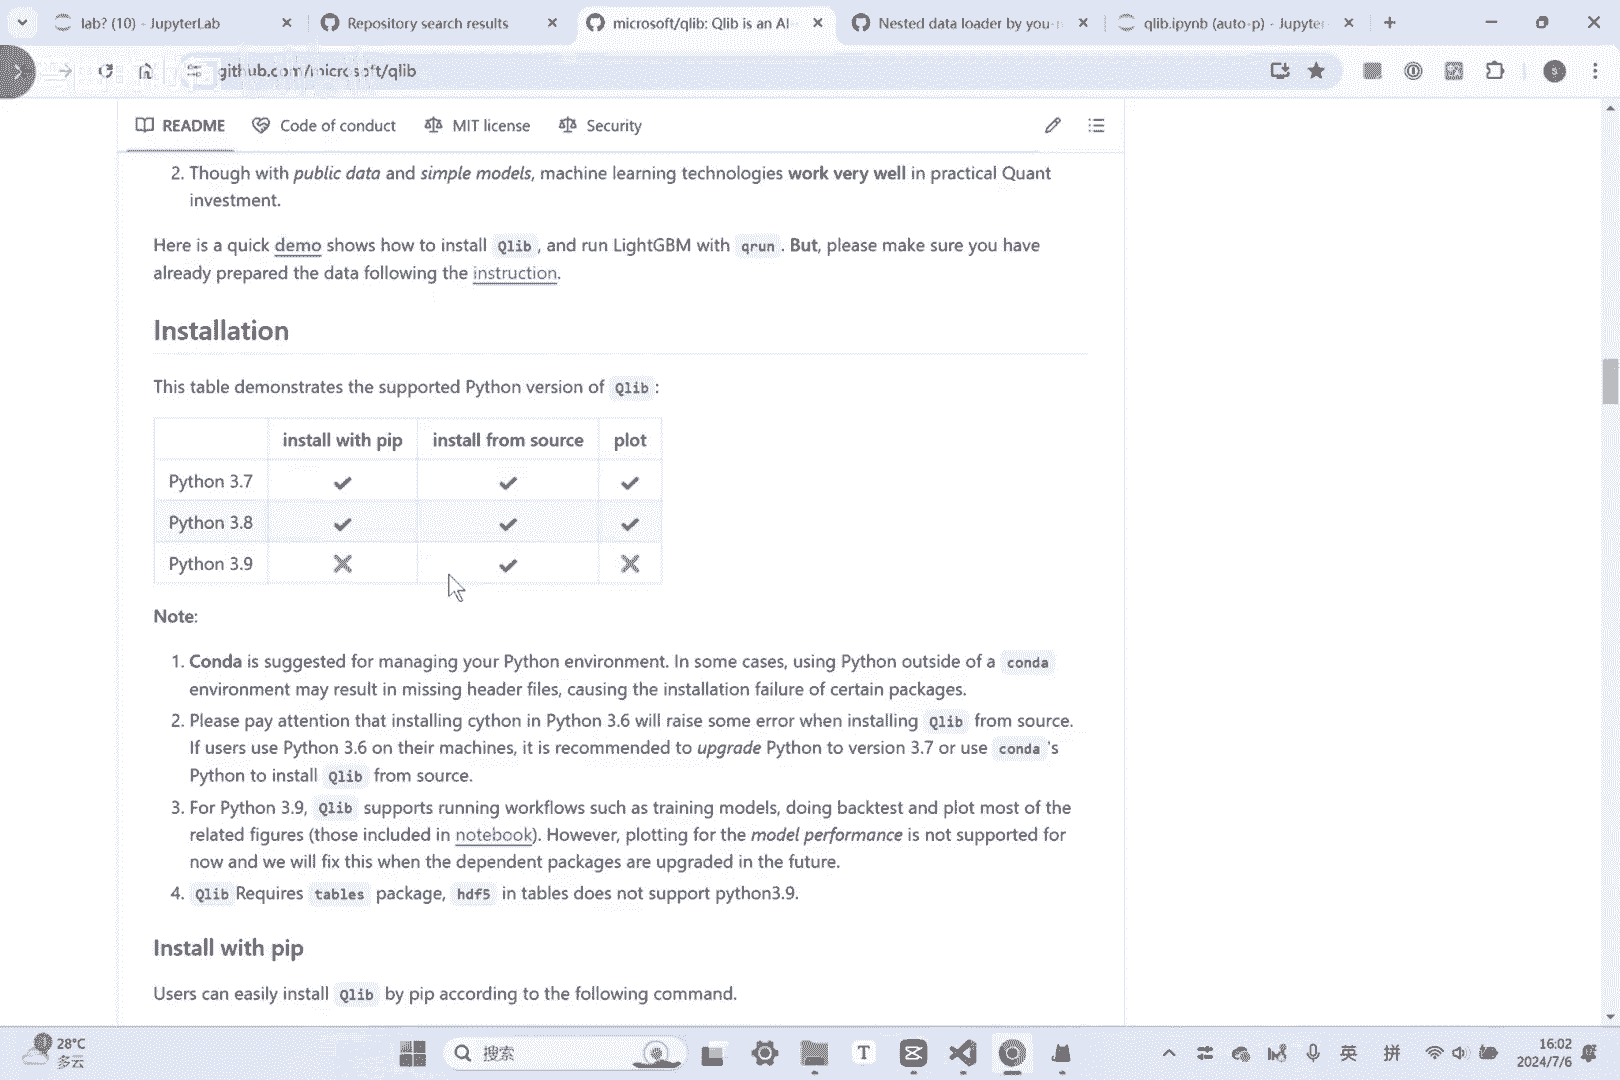 lab? (10) - JupyterLab
Repository search results
microsoft/qlib: Qlib is an AI
Nested data loader by you-
qlib.ipynb (auto-p) - Jupyter
github.com/microsoft/qlib
README
Code of conduct
MIT license
Security
2. Though with public data and simple models, machine learning technologies work very well in practical Quant
investment.
Here is a quick demo shows how to install Qlib, and run LightGBM with qrun. But, please make sure you have
already prepared the data following the instruction.
Installation
This table demonstrates the supported Python version of Qlib:
install with pip install from source plot
Python 3.7 ✔ ✔ ✔
Python 3.8 ✔ ✔ ✔
Python 3.9 ✖ ✔ ✖
Note:
1. Conda is suggested for managing your Python environment. In some cases, using Python outside of a conda
environment may result in missing header files, causing the installation failure of certain packages.
2. Please pay attention that installing cython in Python 3.6 will raise some error when installing Qlib from source.
If users use Python 3.6 on their machines, it is recommended to upgrade Python to version 3.7 or use conda's
Python to install Qlib from source.
3. For Python 3.9, Qlib supports running workflows such as training models, doing backtest and plot most of the
related figures (those included in notebook). However, plotting for the model performance is not supported for
now and we will fix this when the dependent packages are upgraded in the future.
4. Qlib Requires tables package, hdf5 in tables does not support python3.9.
Install with pip
Users can easily install Qlib by pip according to the following command.
28°C
多云
搜索
英
拼
16:02
2024/7/6